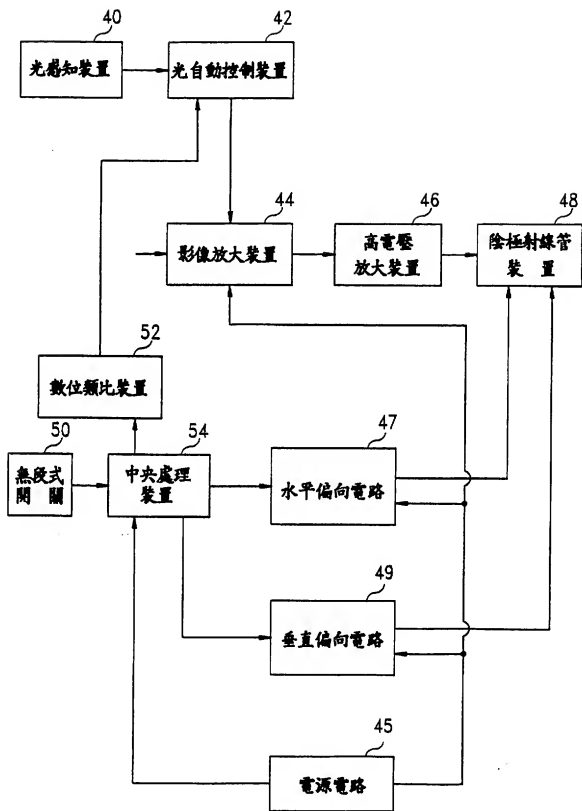 40
42
光感知裝置
光自動控制裝置
44
46
48
影像放大裝置
高電壓
放大裝置
陰極射線管
裝置
52
數位類比裝置
50
54
47
無段式
開關
中央處理
裝置
水平偏向電路
49
垂直偏向電路
45
電源電路